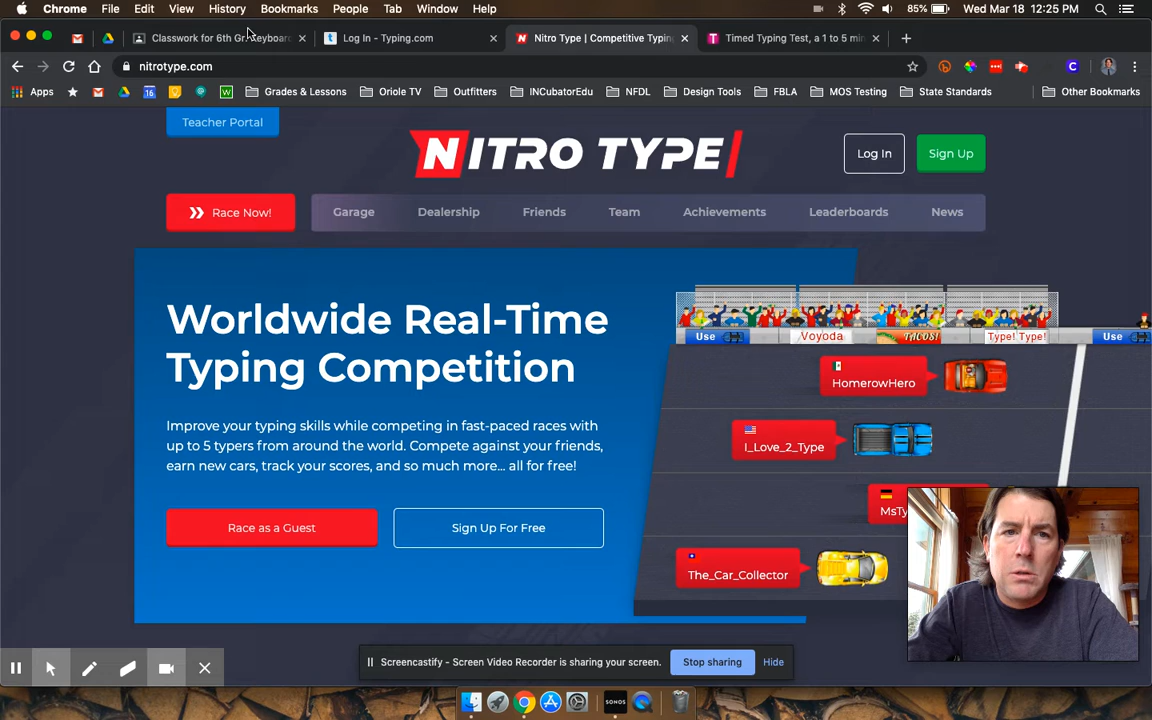 Chrome File Edit View History Bookmarks People Tab Window Help 85% Wed Mar 18 12:25 PM
Classwork for 6th Gr Keyboard Log In - Typing.com Nitro Type | Competitive Typing Timed Typing Test, a 1 to 5 min
nitrotype.com
Apps 16 W Grades & Lessons Oriole TV Outfitters INCubatorEdu NFDL Design Tools FBLA MOS Testing State Standards Other Bookmarks
Teacher Portal
NITRO TYPE
Log In Sign Up
Race Now! Garage Dealership Friends Team Achievements Leaderboards News
Worldwide Real-Time
Typing Competition
Improve your typing skills while competing in fast-paced races with
up to 5 typers from around the world. Compete against your friends,
earn new cars, track your scores, and so much more... all for free!
Race as a Guest Sign Up For Free
Use Voyoda TACOS! Type! Type! Use
HomerowHero
I_Love_2_Type
MsTy
The_Car_Collector
Screencastify - Screen Video Recorder is sharing your screen. Stop sharing Hide
SONOS